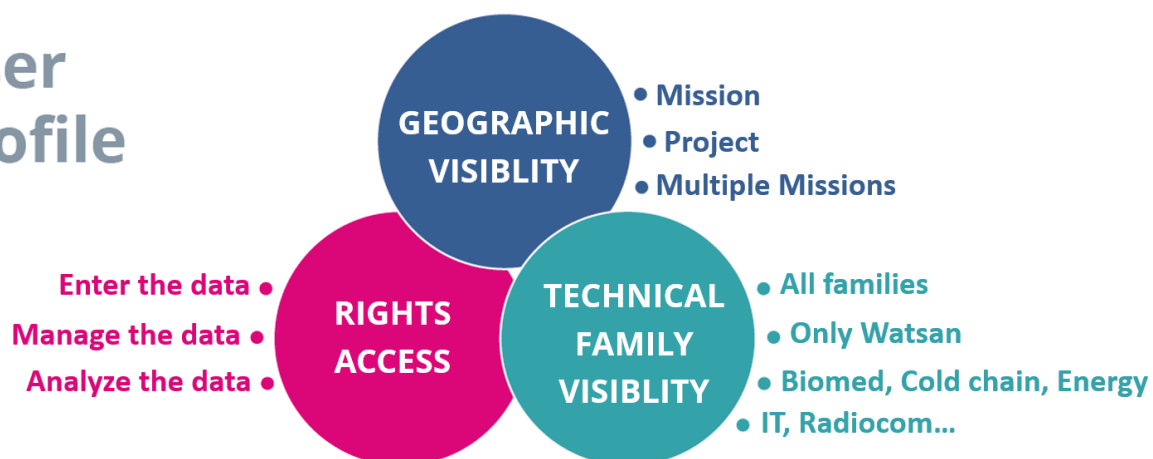 er
ofile
GEOGRAPHIC
VISIBLITY
• Mission
• Project
• Multiple Missions
Enter the data •
Manage the data •
Analyze the data •
RIGHTS
ACCESS
TECHNICAL
FAMILY
VISIBLITY
• All families
• Only Watsan
• Biomed, Cold chain, Energy
• IT, Radiocom...